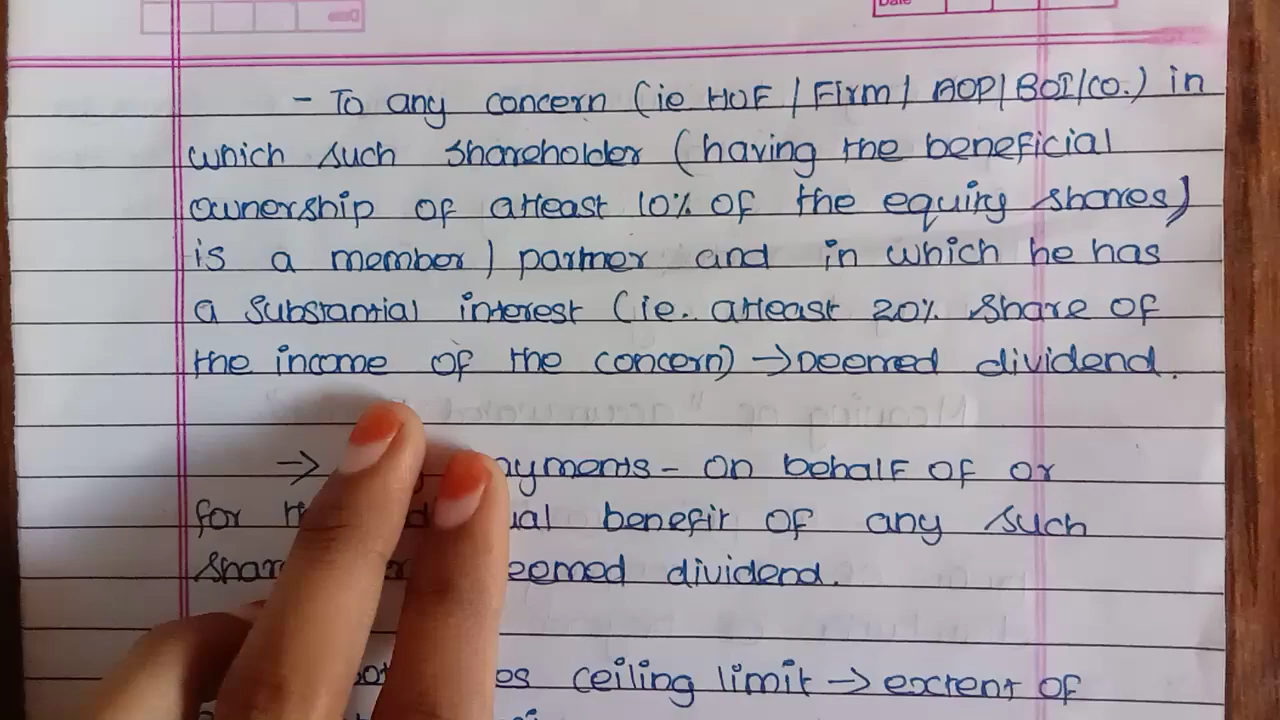 Date
- To any concern (ie HUF / Firm / AOP/BOI/CO.) in
which such shareholder (having the beneficial
ownership of atleast 10% of the equity shares)
is a member) partner and in which he has
a substantial interest (ie. atleast 20% share of
the income of the concern) → Deemed dividend.
→ on behalf of or
for benefit of any such
dividend.
ceiling limit → extent of